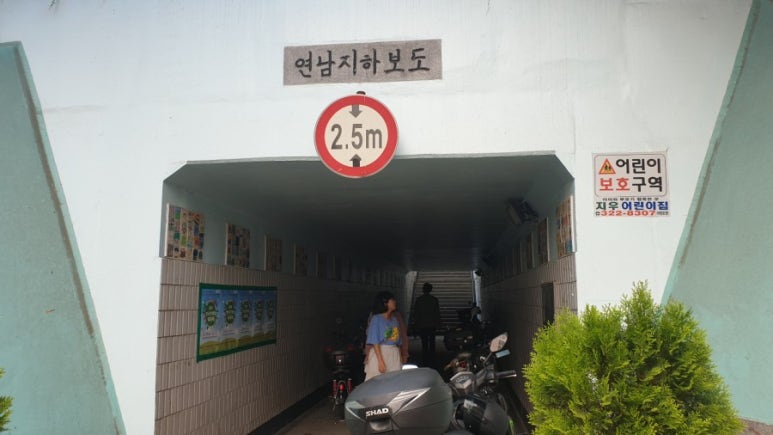 연남지하보도
2.5m
어린이
보호구역
지우 어린이집
322-8307
SHAD